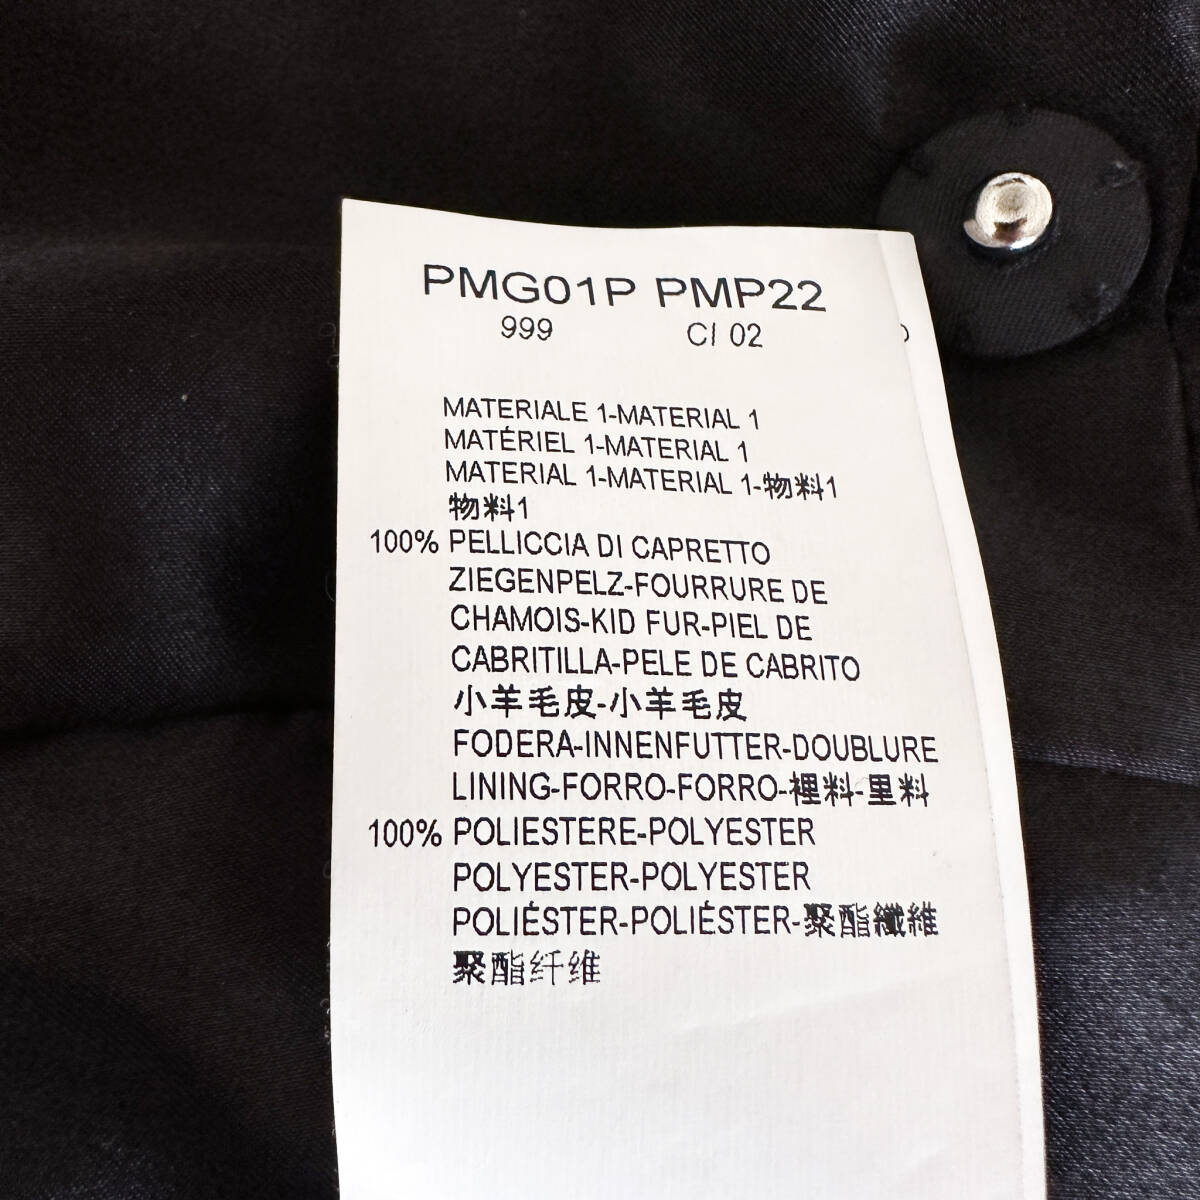 PMG01P PMP22
999 CI 02
MATERIALE 1-MATERIAL 1
MATÉRIEL 1-MATERIAL 1
MATERIAL 1-MATERIAL 1-物料1
物料1
100% PELLICCIA DI CAPRETTO
ZIEGENPELZ-FOURRURE DE
CHAMOIS-KID FUR-PIEL DE
CABRITILLA-PELE DE CABRITO
小羊毛皮-小羊毛皮
FODERA-INNENFUTTER-DOUBLURE
LINING-FORRO-FORRO-裡料-里料
100% POLIESTERE-POLYESTER
POLYESTER-POLYESTER
POLIÉSTER-POLIÉSTER-聚酯纖維
聚酯纤维